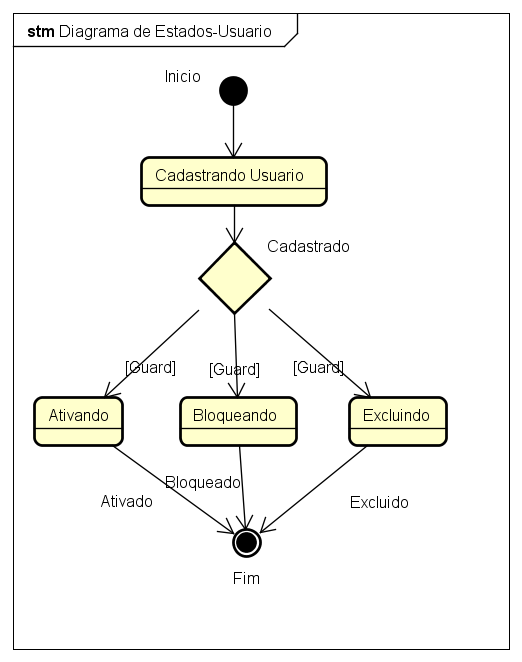 stm Diagrama de Estados-Usuario
Inicio
Cadastrando Usuario
Cadastrado
[Guard]
[Guard]
[Guard]
Ativando
Bloqueando
Excluindo
Bloqueado
Ativado
Excluido
Fim